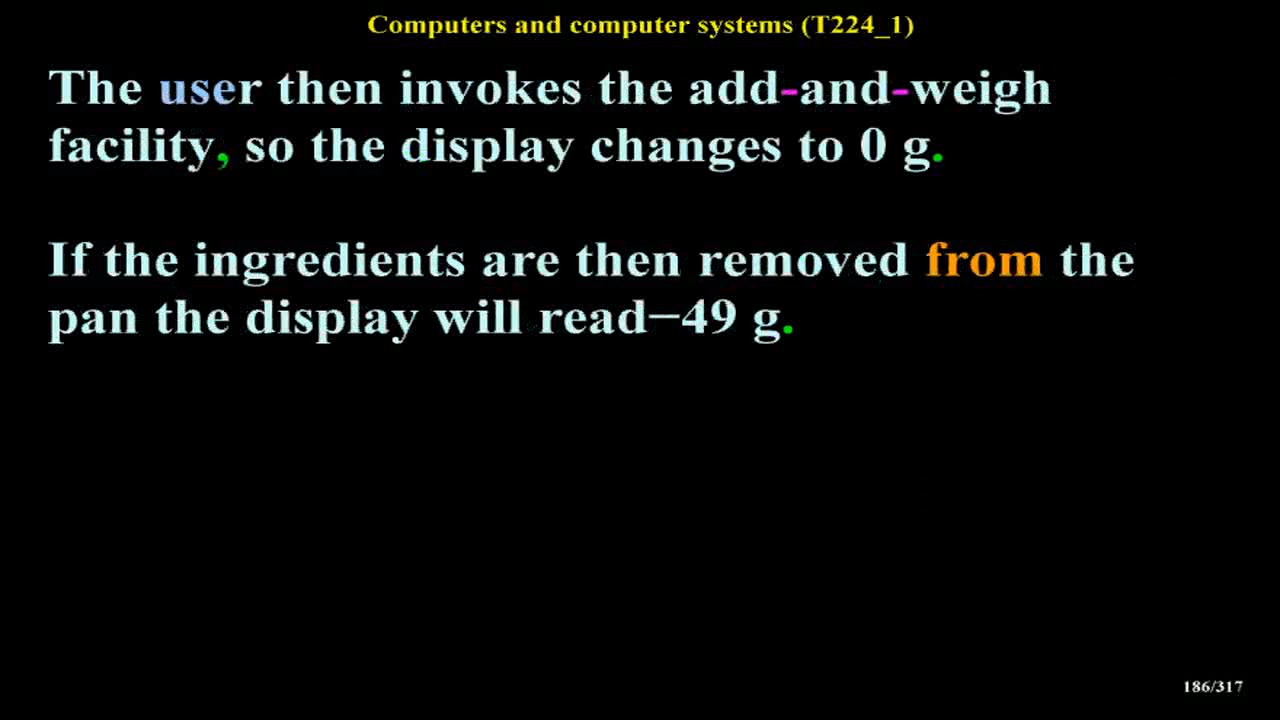 Computers and computer systems (T224_1)
The user then invokes the add-and-weigh
facility, so the display changes to 0 g.
If the ingredients are then removed from the
pan the display will read−49 g.
186/317